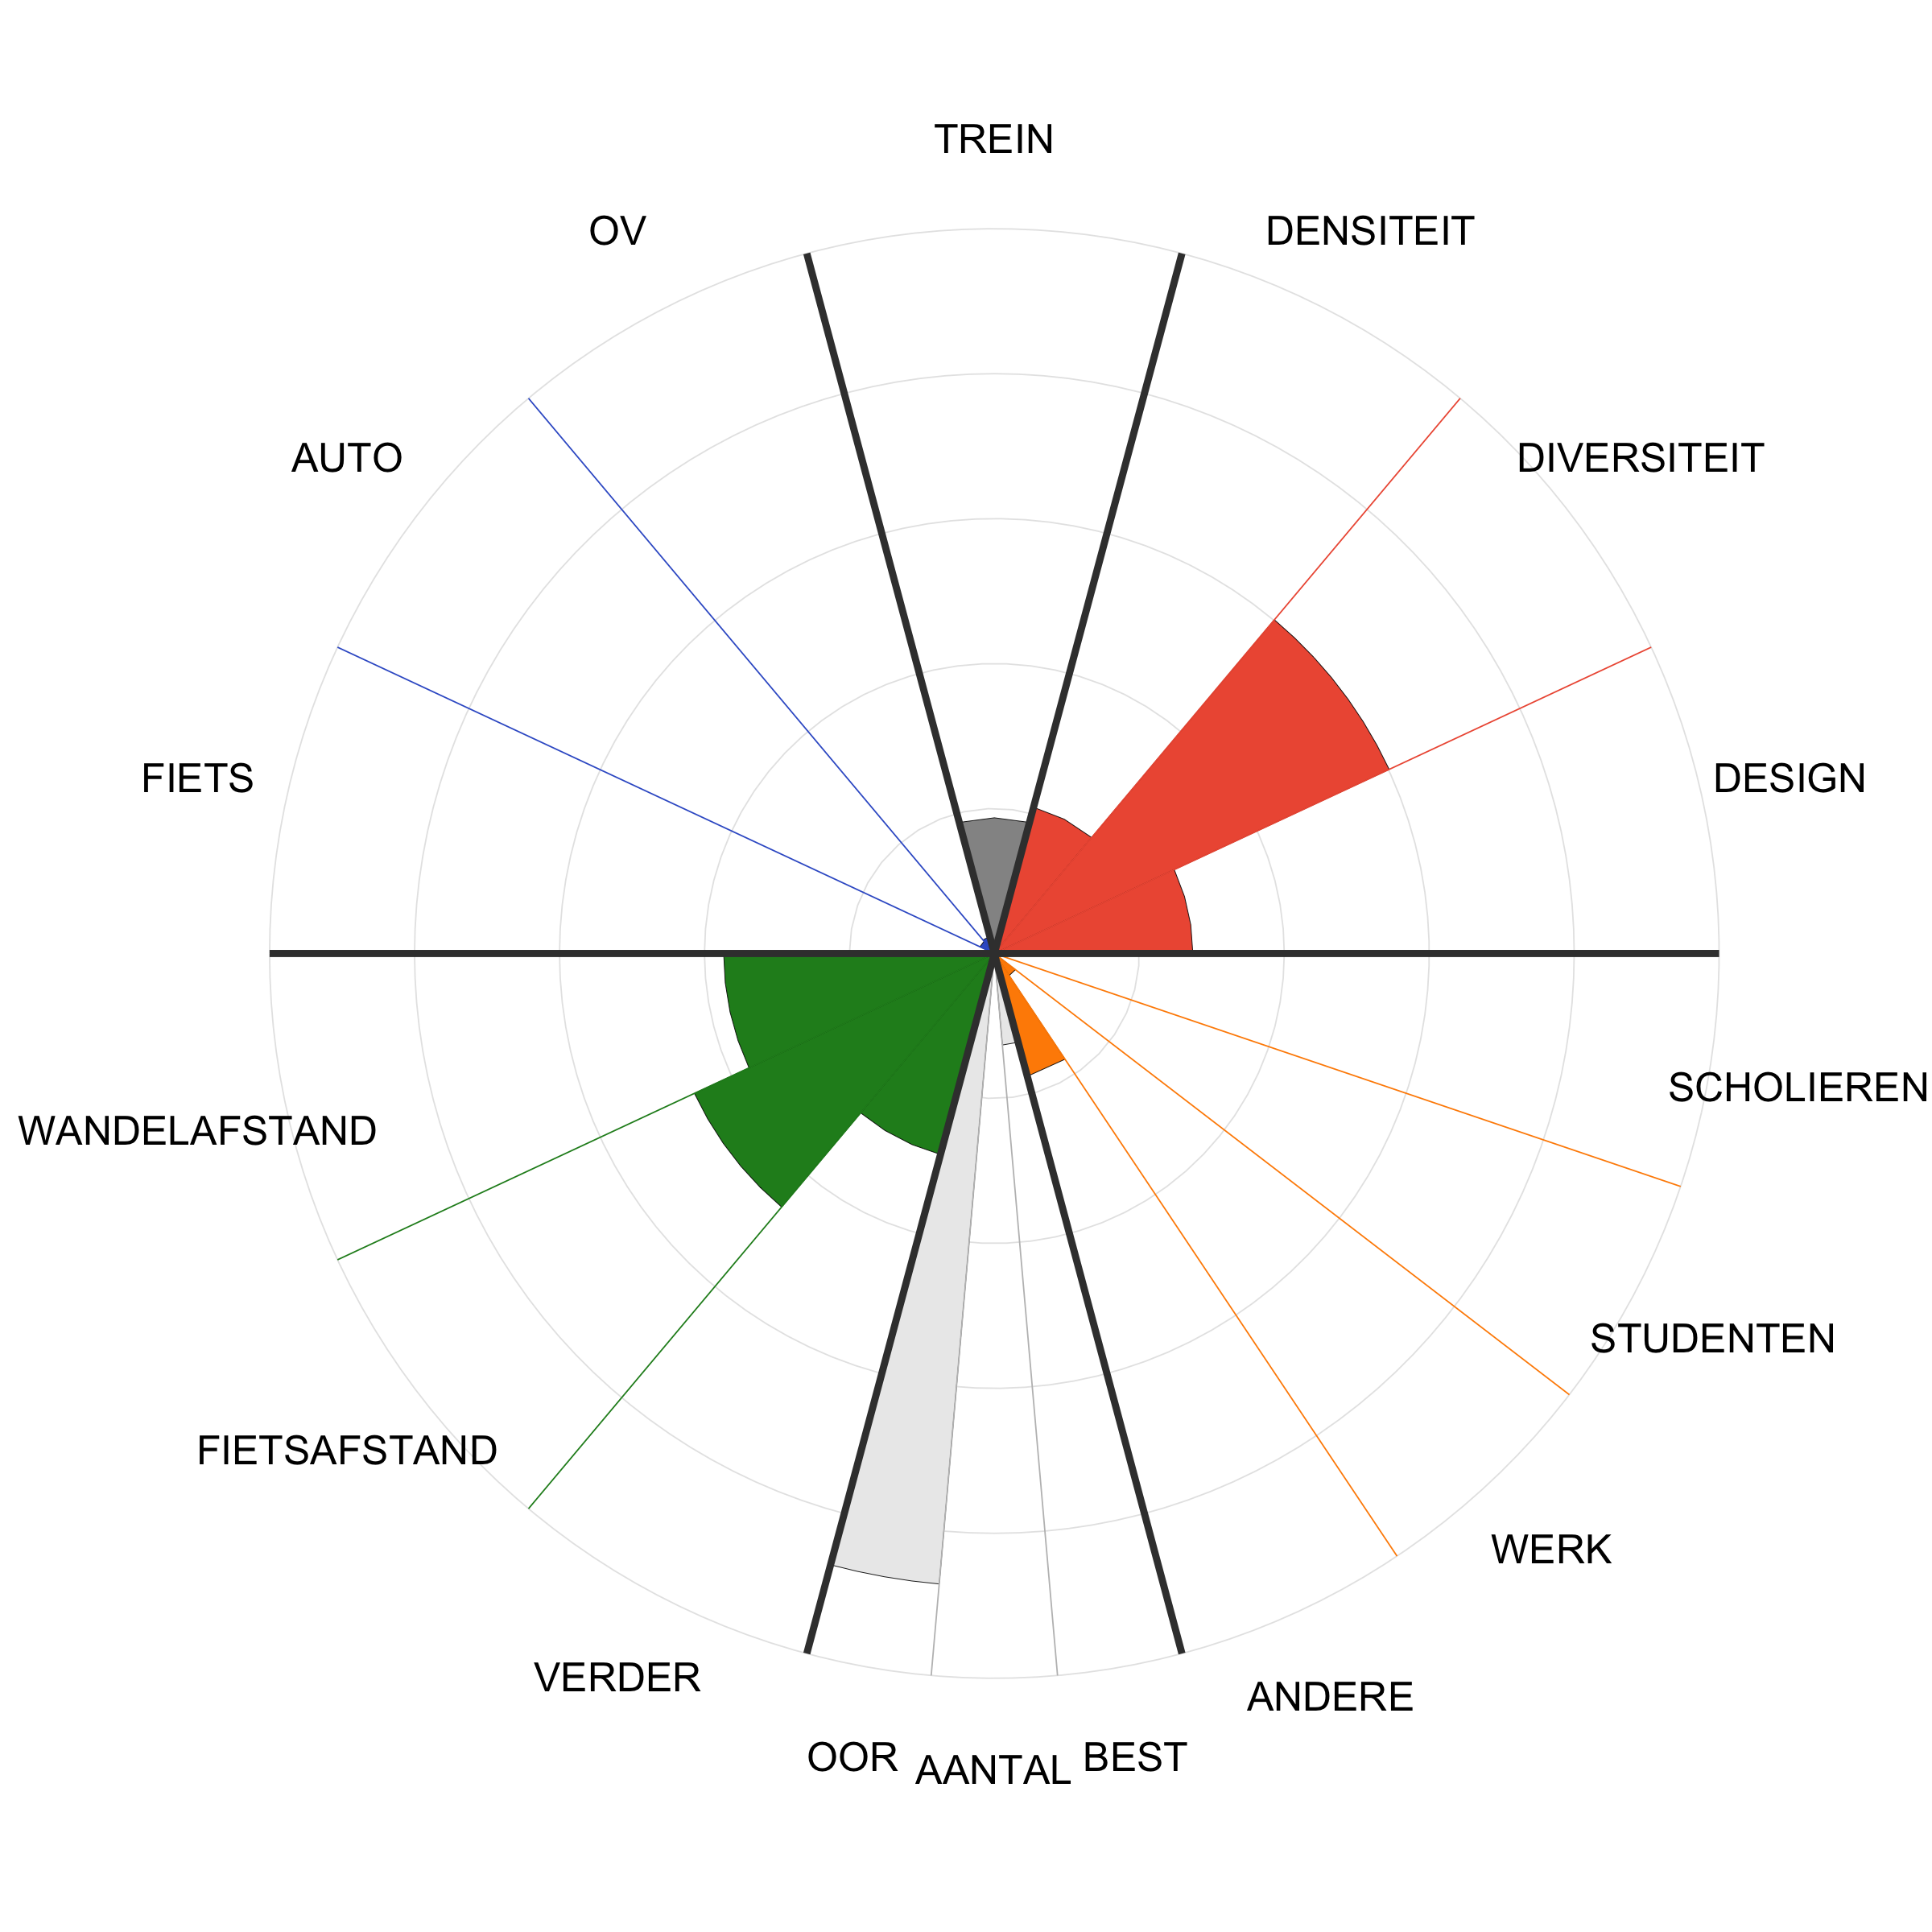 TREIN
OV
DENSITEIT
AUTO
DIVERSITEIT
FIETS
DESIGN
SCHOLIEREN
WANDELAFSTAND
STUDENTEN
FIETSAFSTAND
WERK
VERDER
ANDERE
OOR
AANTAL
BEST